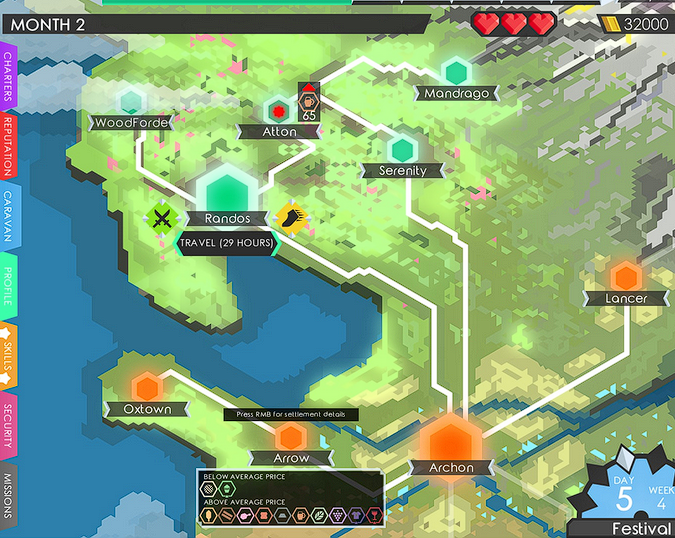 MONTH 2
32000
CHARTERS
REPUTATION
CARAVAN
PROFILE
SKILLS
SECURITY
MISSIONS
WoodForde
Atton
65
Mandrago
Serenity
Randos
TRAVEL (29 HOURS)
Lancer
Oxtown
Press RMB for settlement details
Arrow
Archon
BELOW AVERAGE PRICE
ABOVE AVERAGE PRICE
DAY
5
WEEK
4
Festival